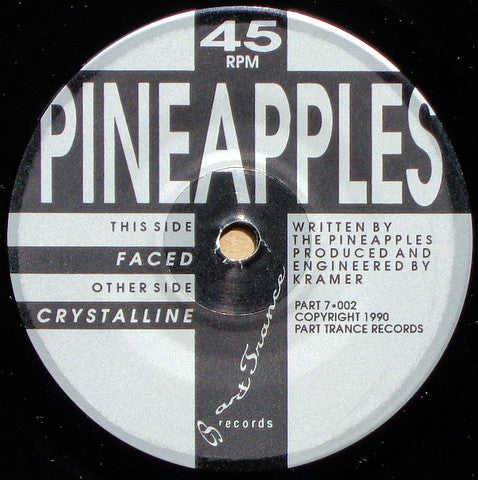 45
RPM
PINEAPPLES
THIS SIDE
FACED
OTHER SIDE
CRYSTALLINE
WRITTEN BY
THE PINEAPPLES
PRODUCED AND
ENGINEERED BY
KRAMER
PART 7•002
COPYRIGHT 1990
PART TRANCE RECORDS
Part Trance
records